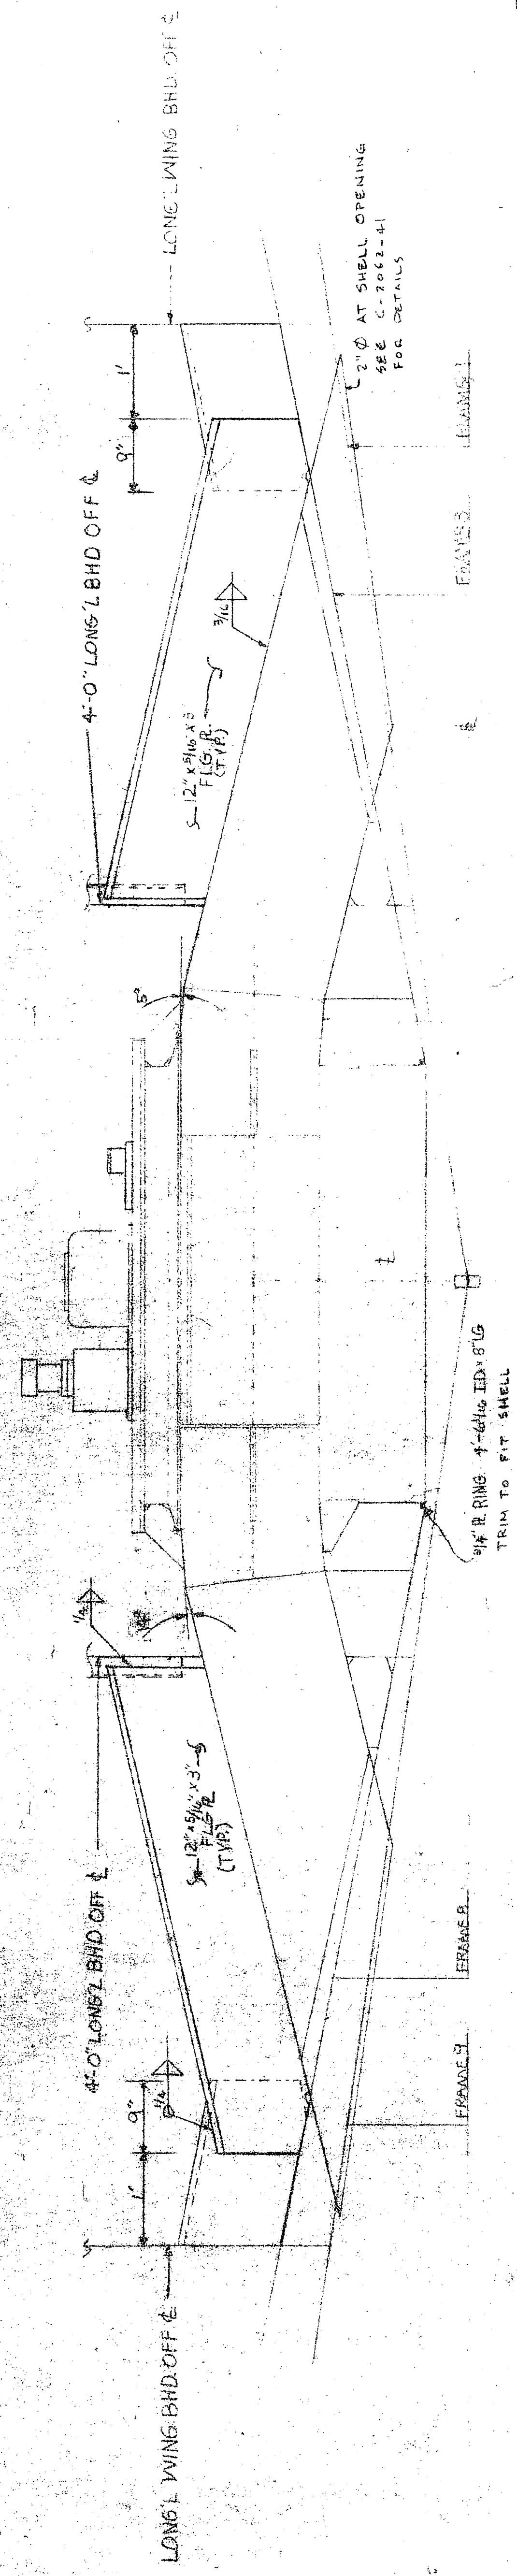 LONG'L WING BHD. OFF ℄
1'
9"
1/4
4'-0" LONG'L BHD OFF ℄
12" x 5/16" x 3"
FLG ℞
(TYP.)
1/4
5°
4'-0" LONG'L BHD OFF ℄
12" x 5/16 x 3"
FLG. ℞.
(TYP.)
3/16
9"
1'
LONG'L WING BHD OFF ℄
FRAME 9
FRAME 8
3/4" ℞. RING 4'-6 1/16 ID x 8" LG
TRIM TO FIT SHELL
℄
℄
FRAME 3
FRAME 1
2" Ø AT SHELL OPENING
SEE C-2062-41
FOR DETAILS